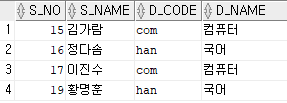 S_NO S_NAME D_CODE D_NAME
1 15 김가람 com 컴퓨터
2 16 정다솜 han 국어
3 17 이진수 com 컴퓨터
4 19 황명훈 han 국어